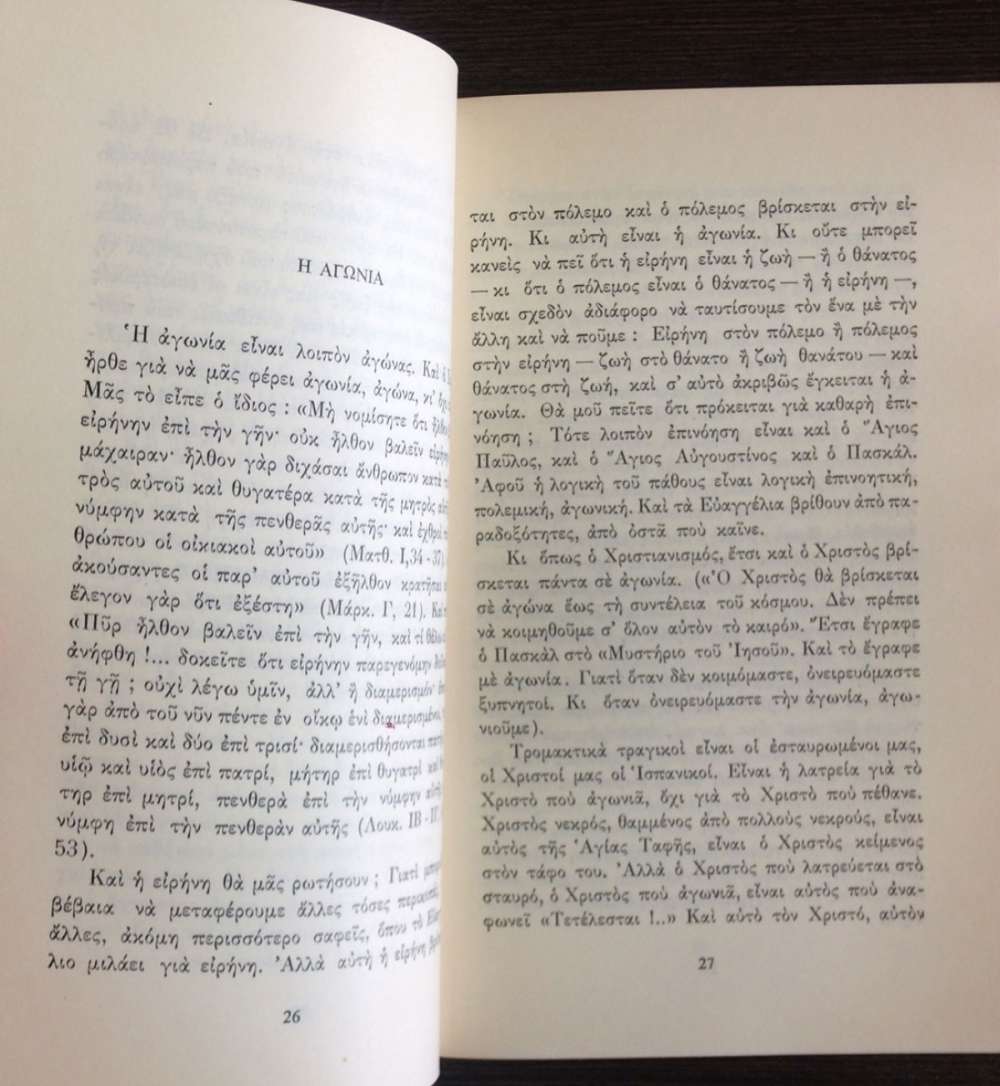 Η ΑΓΩΝΙΑ
Ἡ ἀγωνία εἶναι λοιπὸν ἀγώνας. Καὶ ὁ
ἦρθε γιὰ νὰ μᾶς φέρει ἀγωνία, ἀγώνα, κι'
Μᾶς τὸ εἶπε ὁ ἴδιος : «Μὴ νομίσητε ὅτι ἦλθον
εἰρήνην ἐπὶ τὴν γῆν· οὐκ ἦλθον βαλεῖν εἰρήνην
μάχαιραν· ἦλθον γὰρ διχάσαι ἄνθρωπον κατὰ
τρὸς αὐτοῦ καὶ θυγατέρα κατὰ τῆς μητρὸς
νύμφην κατὰ τῆς πενθερᾶς αὐτῆς· καὶ ἐχθροὶ
θρώπου οἱ οἰκιακοὶ αὐτοῦ» (Ματθ. Ι,34 - 37).
ἀκούσαντες οἱ παρ' αὐτοῦ ἐξῆλθον κρατῆσαι
ἔλεγον γὰρ ὅτι ἐξέστη» (Μάρκ. Γ, 21). Καὶ
«Πῦρ ἦλθον βαλεῖν ἐπὶ τὴν γῆν, καὶ τί θέλω
ἀνήφθη !... δοκεῖτε ὅτι εἰρήνην παρεγενόμην
τῇ γῇ ; οὐχὶ λέγω ὑμῖν, ἀλλ' ἢ διαμερισμόν·
γὰρ ἀπὸ τοῦ νῦν πέντε ἐν οἴκῳ ἑνὶ διαμερισμένοι,
ἐπὶ δυσὶ καὶ δύο ἐπὶ τρισί· διαμερισθήσονται
υἱῷ καὶ υἱὸς ἐπὶ πατρί, μήτηρ ἐπὶ θυγατρὶ καὶ
τηρ ἐπὶ μητρί, πενθερὰ ἐπὶ τὴν νύμφην
νύμφη ἐπὶ τὴν πενθερὰν αὐτῆς (Λουκ. ΙΒ -
53).
Καὶ ἡ εἰρήνη θὰ μᾶς ρωτήσουν ; Γιατὶ
βέβαια νὰ μεταφέρουμε ἄλλες τόσες
ἄλλες, ἀκόμη περισσότερο σαφεῖς, ὅπου τὸ
λιο μιλάει γιὰ εἰρήνη. Ἀλλὰ αὐτὴ ἡ εἰρήνη
26
ται στὸν πόλεμο καὶ ὁ πόλεμος βρίσκεται στὴν εἰ-
ρήνη. Κι αὐτὴ εἶναι ἡ ἀγωνία. Κι οὔτε μπορεῖ
κανεὶς νὰ πεῖ ὅτι ἡ εἰρήνη εἶναι ἡ ζωὴ — ἢ ὁ θάνατος
— κι ὅτι ὁ πόλεμος εἶναι ὁ θάνατος — ἢ ἡ εἰρήνη —,
εἶναι σχεδὸν ἀδιάφορο νὰ ταυτίσουμε τὸν ἕνα μὲ τὴν
ἄλλη καὶ νὰ ποῦμε : Εἰρήνη στὸν πόλεμο ἢ πόλεμος
στὴν εἰρήνη — ζωὴ στὸ θάνατο ἢ ζωὴ θανάτου — καὶ
θάνατος στὴ ζωή, καὶ σ' αὐτὸ ἀκριβῶς ἔγκειται ἡ ἀ-
γωνία. Θὰ μοῦ πεῖτε ὅτι πρόκειται γιὰ καθαρὴ ἐπι-
νόηση ; Τότε λοιπὸν ἐπινόηση εἶναι καὶ ὁ Ἅγιος
Παῦλος, καὶ ὁ Ἅγιος Αὐγουστίνος καὶ ὁ Πασκάλ.
Ἀφοῦ ἡ λογικὴ τοῦ πάθους εἶναι λογικὴ ἐπινοητική,
πολεμική, ἀγωνική. Καὶ τὰ Εὐαγγέλια βρίθουν ἀπὸ πα-
ραδοξότητες, ἀπὸ ὀστᾶ ποὺ καῖνε.
Κι ὅπως ὁ Χριστιανισμός, ἔτσι καὶ ὁ Χριστὸς βρί-
σκεται πάντα σὲ ἀγωνία. («Ὁ Χριστὸς θὰ βρίσκεται
σὲ ἀγώνα ἕως τὴ συντέλεια τοῦ κόσμου. Δὲν πρέπει
νὰ κοιμηθοῦμε σ' ὅλον αὐτὸν τὸ καιρό». Ἔτσι ἔγραφε
ὁ Πασκὰλ στὸ «Μυστήριο τοῦ Ἰησοῦ». Καὶ τὸ ἔγραφε
μὲ ἀγωνία. Γιατὶ ὅταν δὲν κοιμόμαστε, ὀνειρευόμαστε
ξυπνητοί. Κι ὅταν ὀνειρευόμαστε τὴν ἀγωνία, ἀγω-
νιοῦμε).
Τρομακτικὰ τραγικοὶ εἶναι οἱ ἐσταυρωμένοι μας,
οἱ Χριστοί μας οἱ Ἱσπανικοί. Εἶναι ἡ λατρεία γιὰ τὸ
Χριστὸ ποὺ ἀγωνιᾶ, ὄχι γιὰ τὸ Χριστὸ ποὺ πέθανε.
Χριστὸς νεκρός, θαμμένος ἀπὸ πολλοὺς νεκρούς, εἶναι
αὐτὸς τῆς Ἁγίας Ταφῆς, εἶναι ὁ Χριστὸς κείμενος
στὸν τάφο του. Ἀλλὰ ὁ Χριστὸς ποὺ λατρεύεται στὸ
σταυρό, ὁ Χριστὸς ποὺ ἀγωνιᾶ, εἶναι αὐτὸς ποὺ ἀνα-
φωνεῖ «Τετέλεσται !...» Καὶ αὐτὸ τὸν Χριστό, αὐτὸν
27